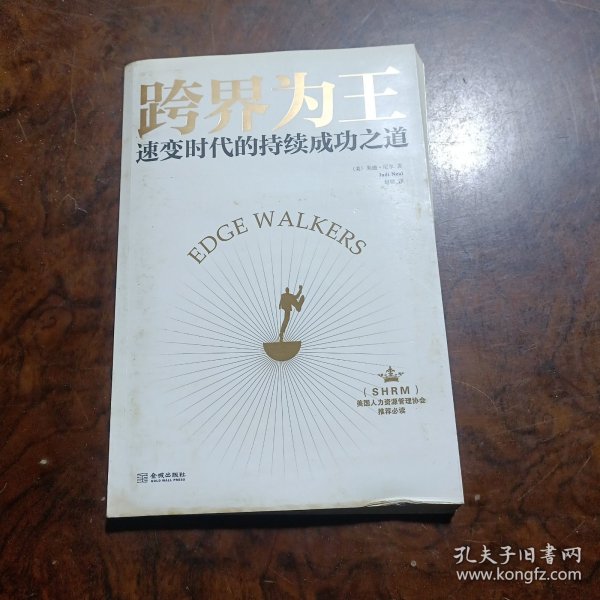 跨界为王
速变时代的持续成功之道
Judi Neal
EDGE WALKERS
(SHRM)
美国人力资源管理协会
推荐必读
金城出版社
GOLD WALL PRESS
孔夫子旧书网
www.kongfz.com